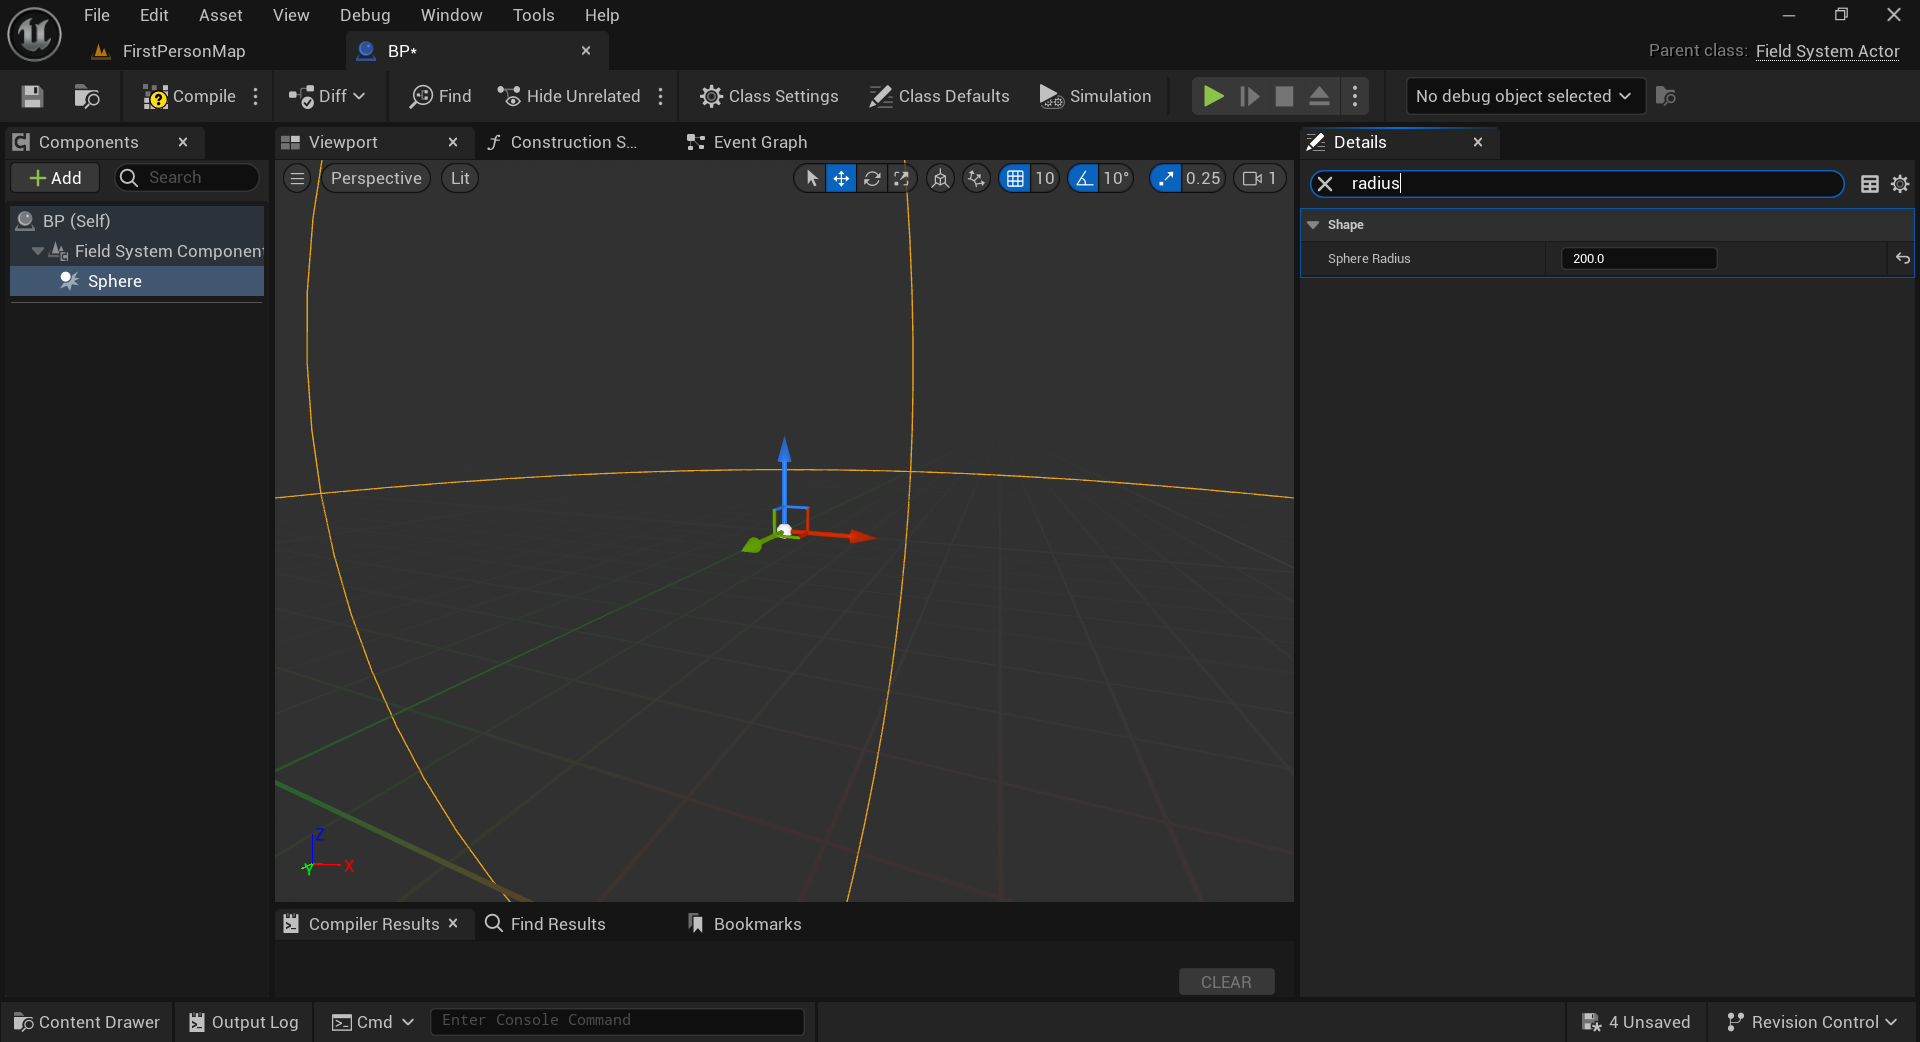 File Edit Asset View Debug Window Tools Help
FirstPersonMap
BP*
Parent class: Field System Actor
Compile
Diff
Find
Hide Unrelated
Class Settings
Class Defaults
Simulation
No debug object selected
Components
Viewport
Construction S...
Event Graph
Details
Add
Search
Perspective
Lit
10
10°
0.25
1
radius
BP (Self)
Field System Componen
Sphere
Shape
Sphere Radius
200.0
Z
Y
X
Compiler Results
Find Results
Bookmarks
CLEAR
Content Drawer
Output Log
Cmd
Enter Console Command
4 Unsaved
Revision Control